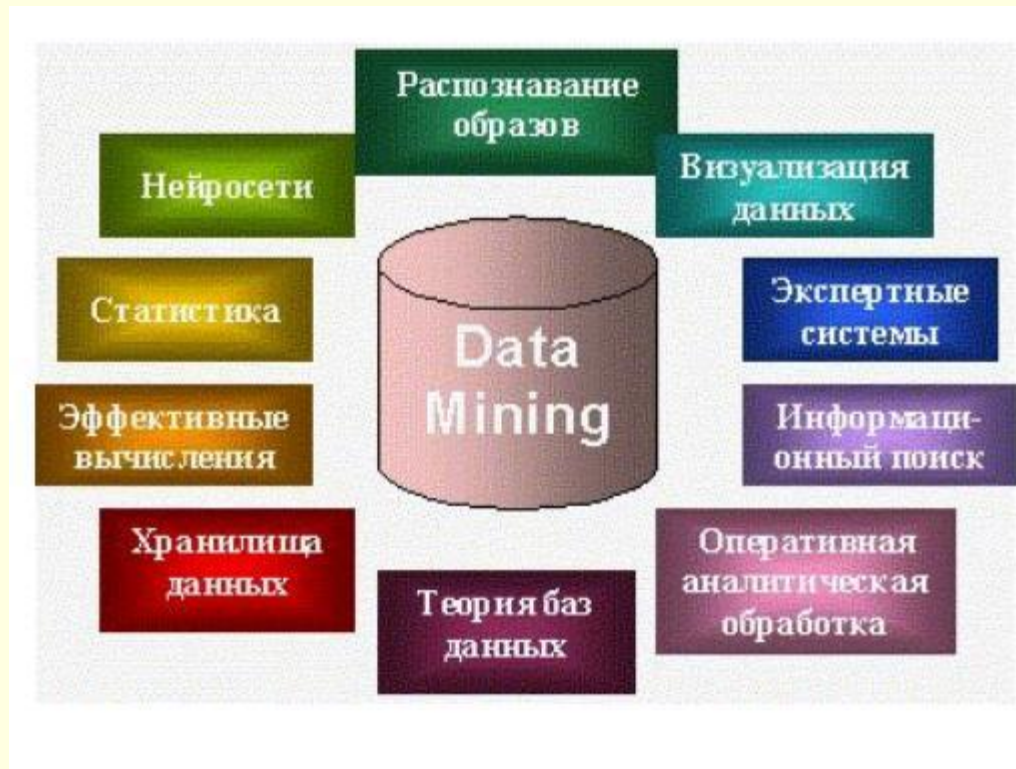 Распознавание
образов
Нейросети
Визуализация
данных
Статистика
Экспертные
системы
Data
Mining
Эффективные
вычисления
Информаци-
онный поиск
Хранилища
данных
Оперативная
аналитическая
обработка
Теория баз
данных